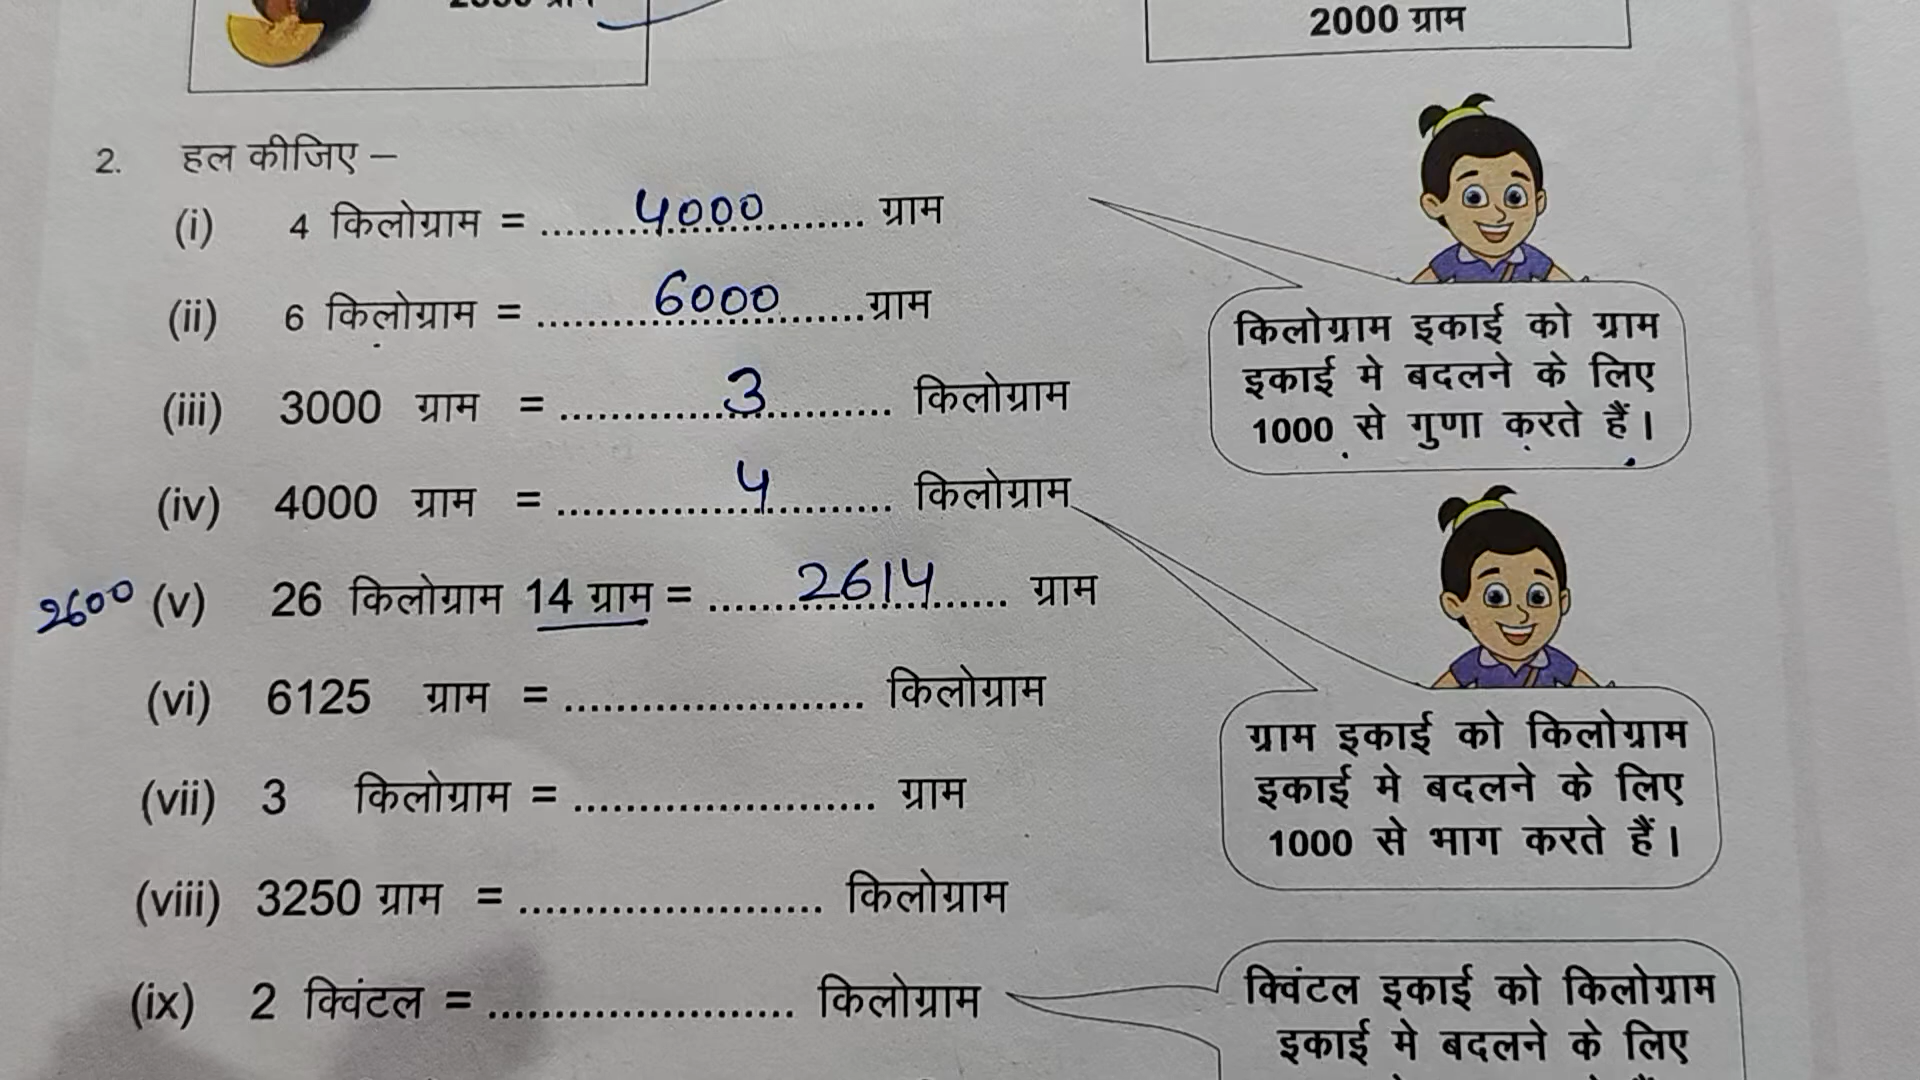 2000 ग्राम
2. हल कीजिए –
(i) 4 किलोग्राम = .......4000....... ग्राम
(ii) 6 किलोग्राम = .......6000.......ग्राम
(iii) 3000 ग्राम = .......3....... किलोग्राम
(iv) 4000 ग्राम = .......4....... किलोग्राम
2600 (v) 26 किलोग्राम 14 ग्राम = .......2614....... ग्राम
(vi) 6125 ग्राम = ....................... किलोग्राम
(vii) 3 किलोग्राम = ....................... ग्राम
(viii) 3250 ग्राम = ....................... किलोग्राम
(ix) 2 क्विंटल = ....................... किलोग्राम
किलोग्राम इकाई को ग्राम
इकाई मे बदलने के लिए
1000 से गुणा करते हैं।
ग्राम इकाई को किलोग्राम
इकाई मे बदलने के लिए
1000 से भाग करते हैं।
क्विंटल इकाई को किलोग्राम
इकाई मे बदलने के लिए